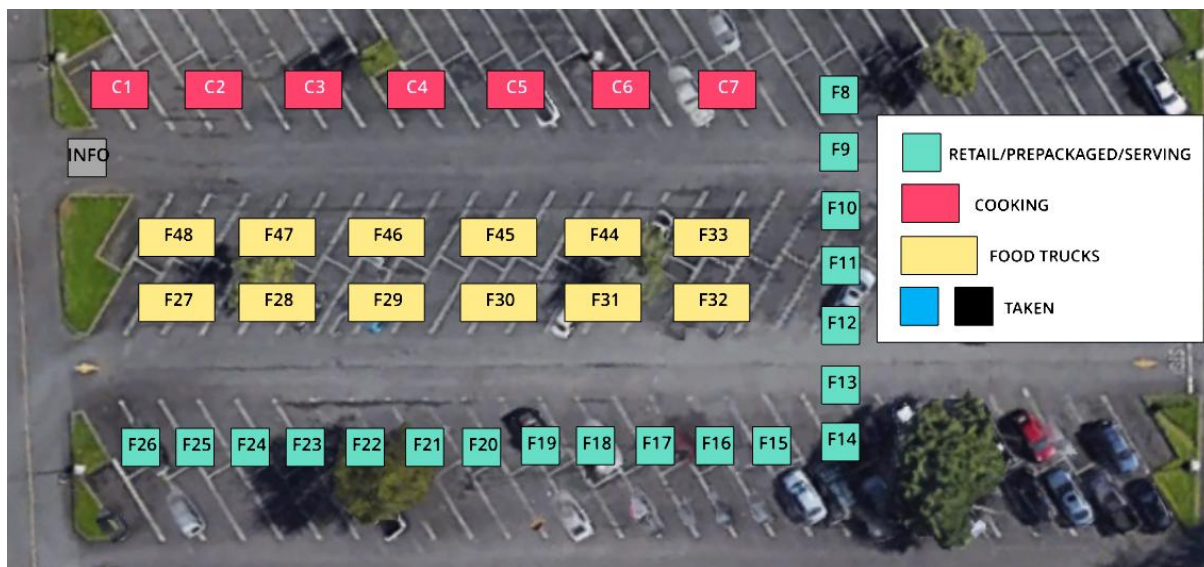 C1 C2 C3 C4 C5 C6 C7
F8
INFO
F9
RETAIL/PREPACKAGED/SERVING
F10
COOKING
F48 F47 F46 F45 F44 F33
F11
FOOD TRUCKS
F27 F28 F29 F30 F31 F32
F12
TAKEN
F13
F26 F25 F24 F23 F22 F21 F20 F19 F18 F17 F16 F15 F14